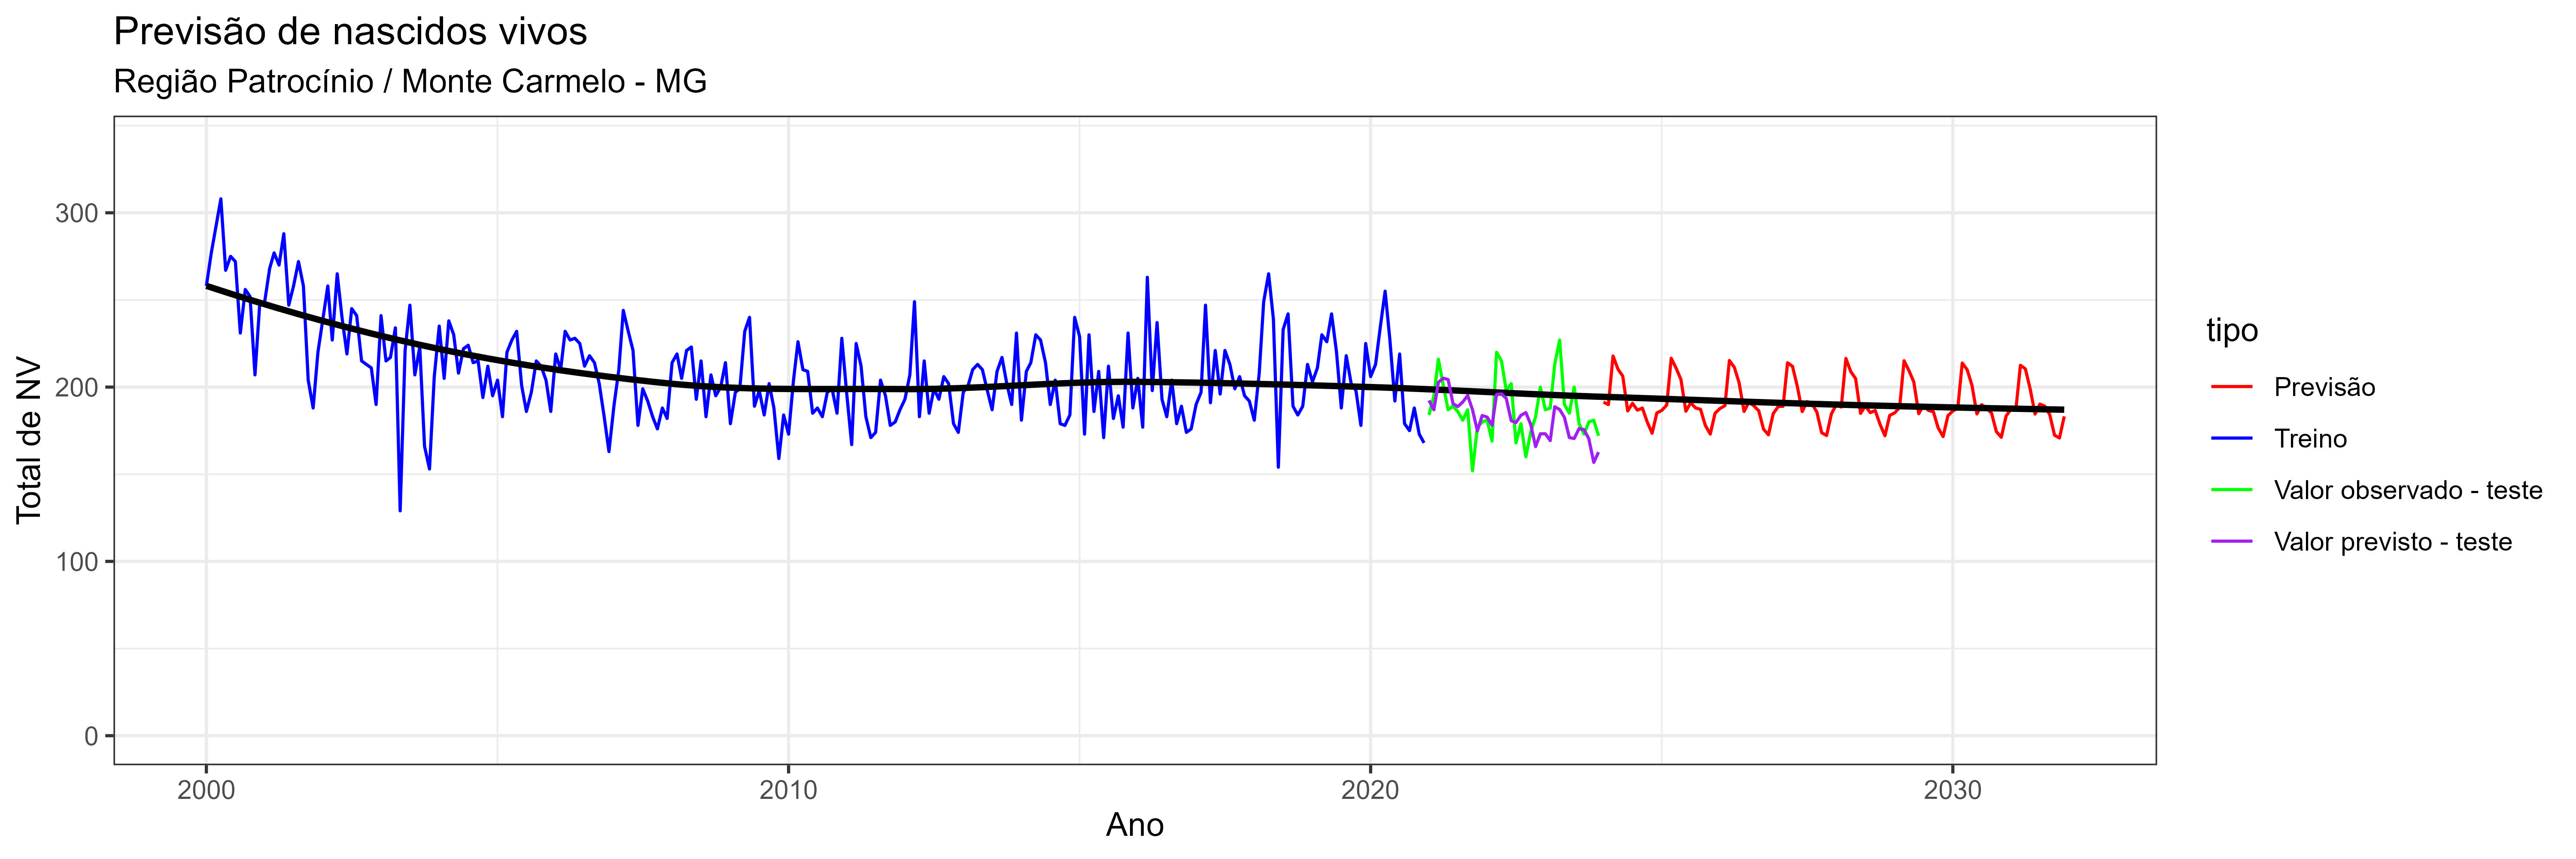 Previsão de nascidos vivos
Região Patrocínio / Monte Carmelo - MG
Total de NV
300
200
100
0
2000
2010
2020
2030
Ano
tipo
Previsão
Treino
Valor observado - teste
Valor previsto - teste